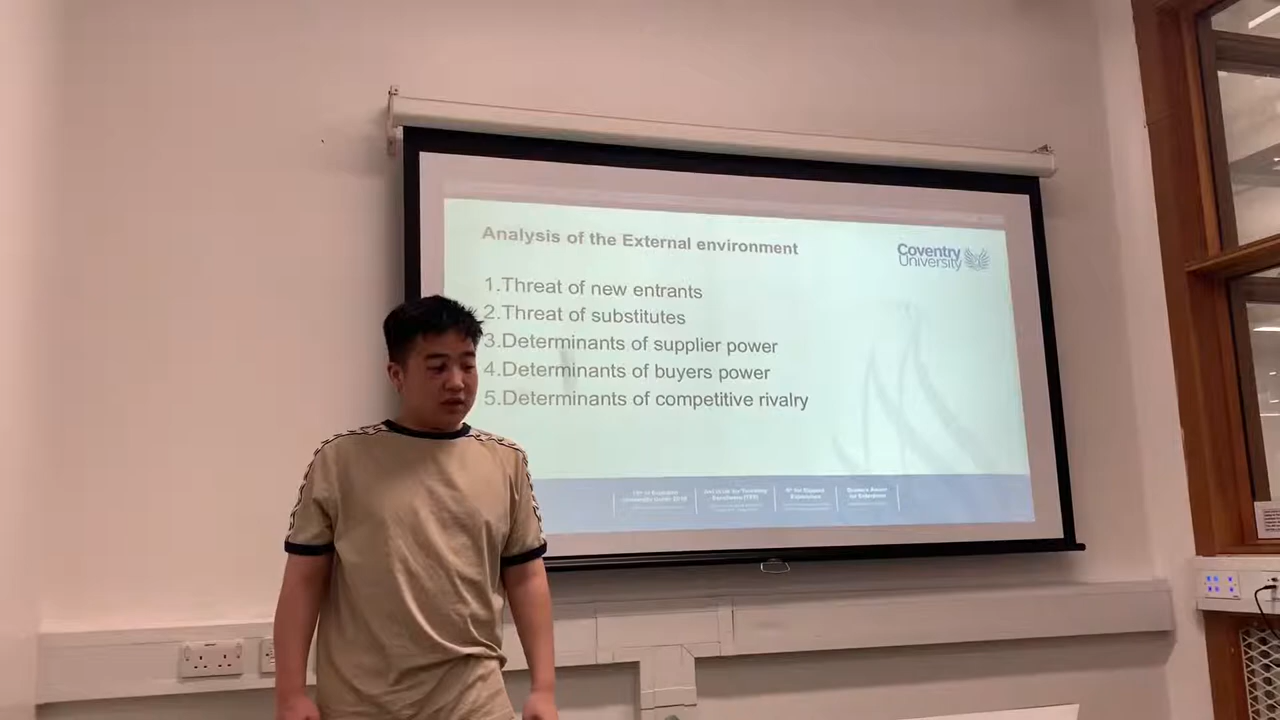 Analysis of the External environment
Coventry
University
1.Threat of new entrants
2.Threat of substitutes
3.Determinants of supplier power
4.Determinants of buyers power
5.Determinants of competitive rivalry